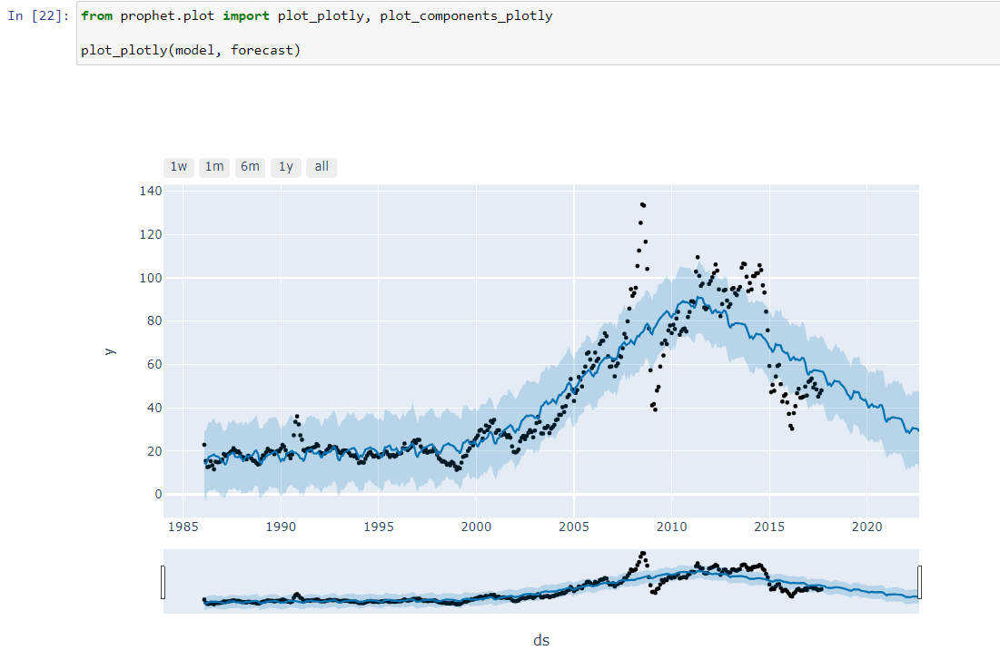 In [22]: from prophet.plot import plot_plotly, plot_components_plotly
plot_plotly(model, forecast)
1w 1m 6m 1y all
140
120
100
80
60
40
20
0
y
1985 1990 1995 2000 2005 2010 2015 2020
ds